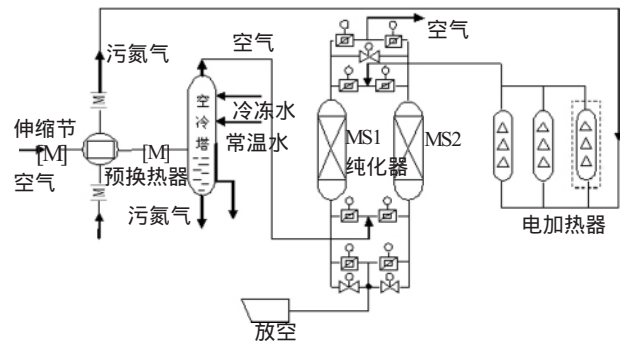 空气
空气
污氮气
M
空冷塔
冷冻水
伸缩节
常温水
[M]
[M]
MS1
MS2
纯化器
空气
预换热器
M
污氮气
电加热器
放空